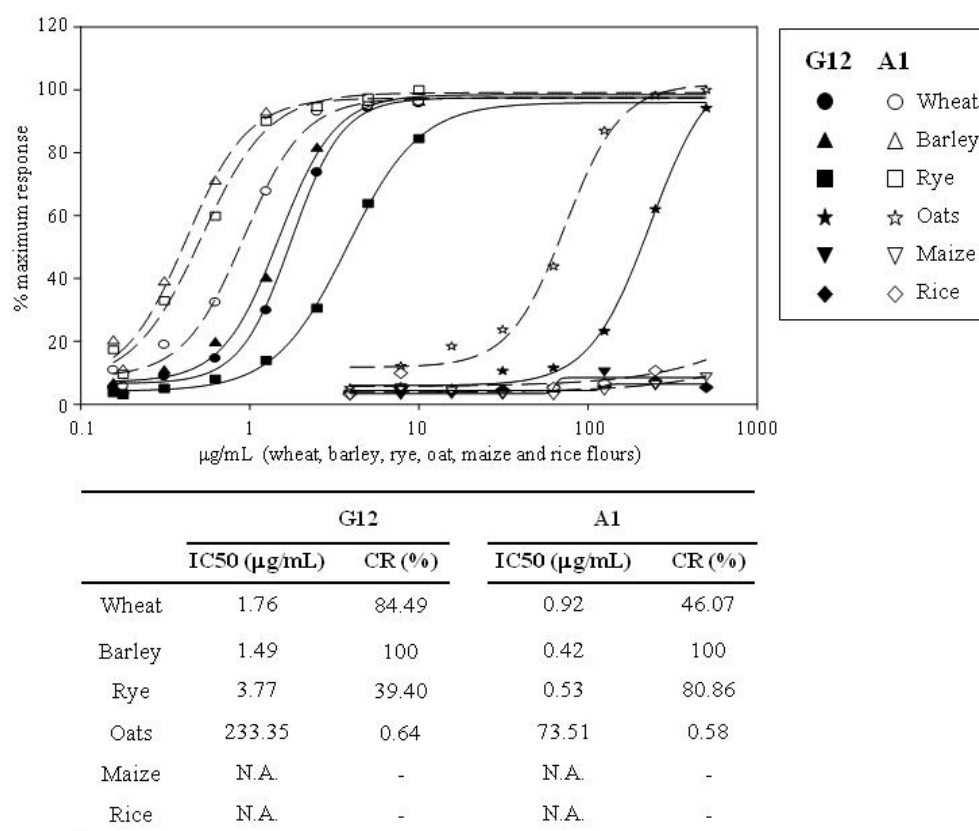 120
100
80
60
40
20
0
% maximum response
0.1 1 10 100 1000
µg/mL (wheat, barley, rye, oat, maize and rice flours)
G12 A1
Wheat
Barley
Rye
Oats
Maize
Rice
G12 A1
IC50 (µg/mL) CR (%) IC50 (µg/mL) CR (%)
Wheat 1.76 84.49 0.92 46.07
Barley 1.49 100 0.42 100
Rye 3.77 39.40 0.53 80.86
Oats 233.35 0.64 73.51 0.58
Maize N.A. - N.A. -
Rice N.A. - N.A. -